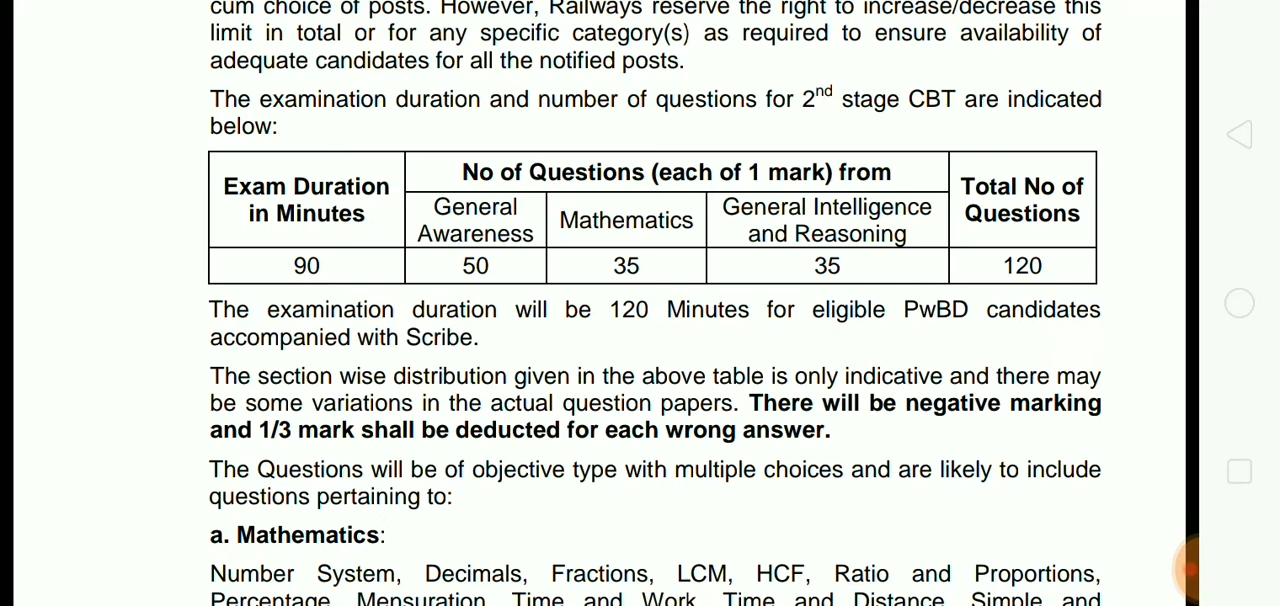 cum choice of posts. However, Railways reserve the right to increase/decrease this
limit in total or for any specific category(s) as required to ensure availability of
adequate candidates for all the notified posts.
The examination duration and number of questions for 2nd stage CBT are indicated
below:
Exam Duration in Minutes
No of Questions (each of 1 mark) from
Total No of Questions
General Awareness
Mathematics
General Intelligence and Reasoning
90 50 35 35 120
The examination duration will be 120 Minutes for eligible PwBD candidates
accompanied with Scribe.
The section wise distribution given in the above table is only indicative and there may
be some variations in the actual question papers. There will be negative marking
and 1/3 mark shall be deducted for each wrong answer.
The Questions will be of objective type with multiple choices and are likely to include
questions pertaining to:
a. Mathematics:
Number System, Decimals, Fractions, LCM, HCF, Ratio and Proportions,
Percentage, Mensuration, Time and Work, Time and Distance, Simple and